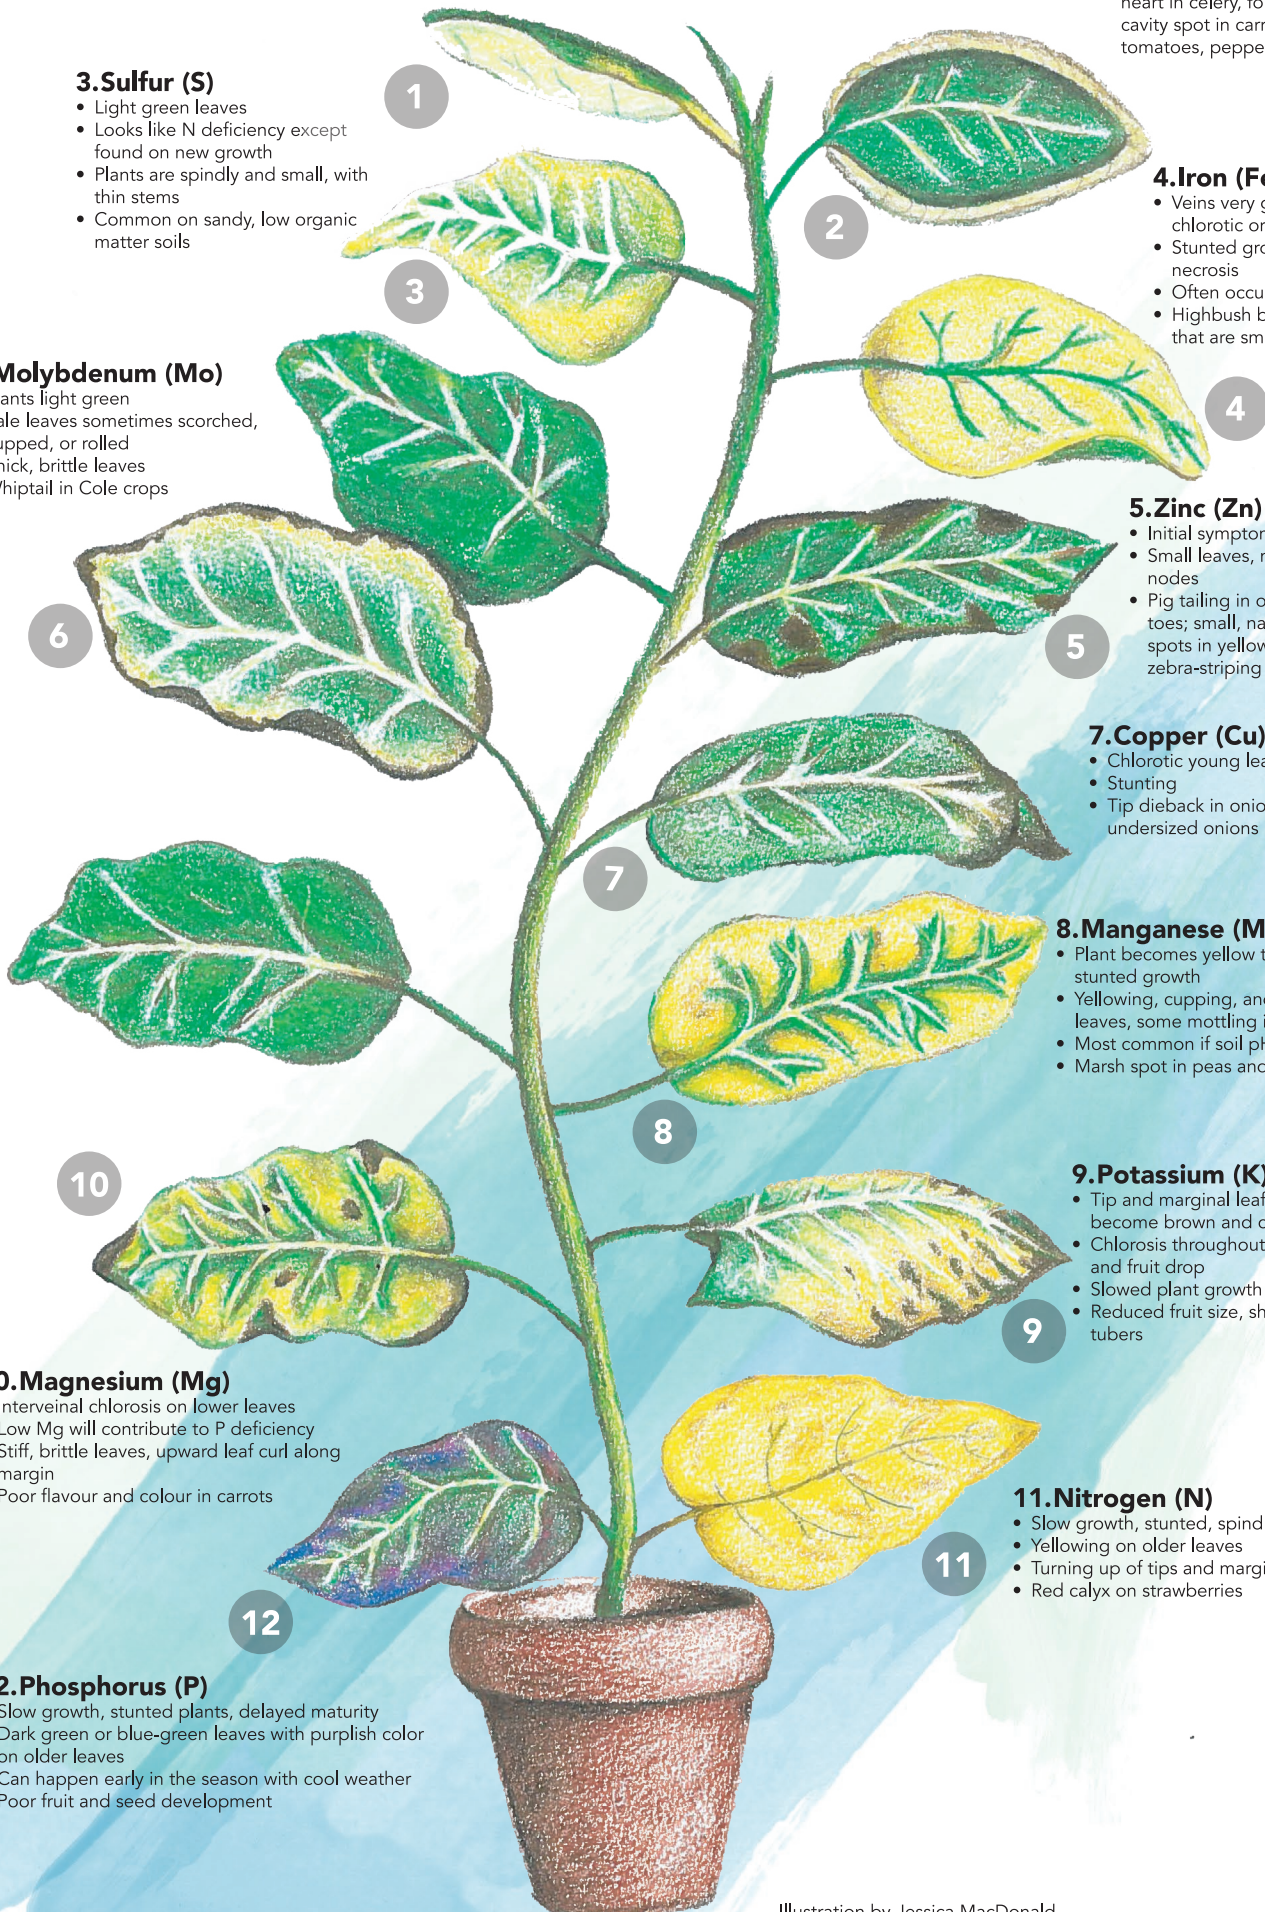 heart in celery, fo
cavity spot in carr
tomatoes, peppe
3.Sulfur (S)
• Light green leaves
• Looks like N deficiency except
found on new growth
• Plants are spindly and small, with
thin stems
• Common on sandy, low organic
matter soils
1
2
3
4.Iron (Fe
• Veins very g
chlorotic or
• Stunted gro
necrosis
• Often occu
• Highbush b
that are sm
4
Molybdenum (Mo)
ants light green
ale leaves sometimes scorched,
upped, or rolled
hick, brittle leaves
Whiptail in Cole crops
6
5.Zinc (Zn)
• Initial symptom
• Small leaves, r
nodes
• Pig tailing in o
toes; small, na
spots in yellow
zebra-striping
5
7.Copper (Cu)
• Chlorotic young lea
• Stunting
• Tip dieback in onio
undersized onions
7
8.Manganese (M
• Plant becomes yellow t
stunted growth
• Yellowing, cupping, and
leaves, some mottling i
• Most common if soil pH
• Marsh spot in peas and
8
10
9.Potassium (K)
• Tip and marginal leaf
become brown and c
• Chlorosis throughout
and fruit drop
• Slowed plant growth
• Reduced fruit size, sh
tubers
9
0.Magnesium (Mg)
Interveinal chlorosis on lower leaves
Low Mg will contribute to P deficiency
Stiff, brittle leaves, upward leaf curl along
margin
Poor flavour and colour in carrots
11.Nitrogen (N)
• Slow growth, stunted, spind
• Yellowing on older leaves
• Turning up of tips and margi
• Red calyx on strawberries
11
12
2.Phosphorus (P)
Slow growth, stunted plants, delayed maturity
Dark green or blue-green leaves with purplish color
on older leaves
Can happen early in the season with cool weather
Poor fruit and seed development
Illustration by Jessica MacDonald